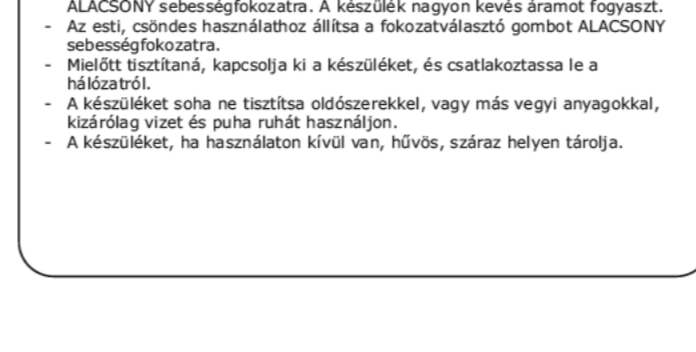 ALACSONY sebességfokozatra. A készülék nagyon kevés áramot fogyaszt.
- Az esti, csöndes használathoz állítsa a fokozatválasztó gombot ALACSONY
sebességfokozatra.
- Mielőtt tisztítaná, kapcsolja ki a készüléket, és csatlakoztassa le a
hálózatról.
- A készüléket soha ne tisztítsa oldószerekkel, vagy más vegyi anyagokkal,
kizárólag vizet és puha ruhát használjon.
- A készüléket, ha használaton kívül van, hűvös, száraz helyen tárolja.